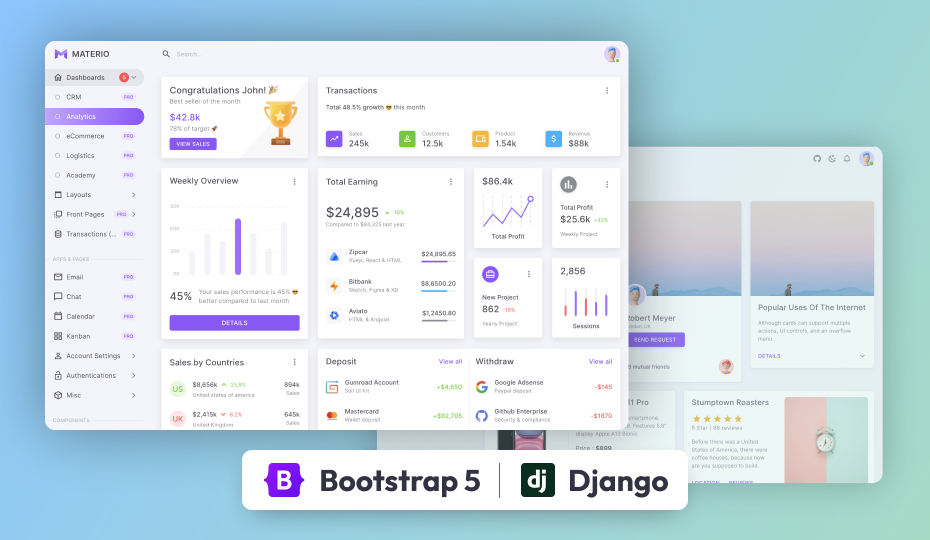 MATERIO
Search..
Dashboards 5
CRM PRO
Analytics
eCommerce PRO
Logistics PRO
Academy PRO
Layouts
Front Pages PRO
Transactions (... PRO
APPS & PAGES
Email PRO
Chat PRO
Calendar PRO
Kanban PRO
Account Settings
Authentications
Misc
COMPONENTS
Congratulations John! 🎉
Best seller of the month
$42.8k
78% of target 🚀
VIEW SALES
Transactions
Total 48.5% growth 😎 this month
Sales
245k
Customers
12.5k
Product
1.54k
Revenue
$88k
Weekly Overview
45%
Your sales performance is 45% 😎
better compared to last month
DETAILS
Total Earning
$24,895 10%
Compared to $84,325 last year
Zipcar
Vuejs, React & HTML
$24,895.65
Bitbank
Sketch, Figma & XD
$8,6500.20
Aviato
HTML & Angular
$1,2450.80
$86.4k
Total Profit
Total Profit
$25.6k +42%
Weekly Project
New Project
862 -18%
Yearly Project
2,856
Sessions
Sales by Countries
US
$8,656k 25.8%
United states of america
894k
Sales
UK
$2,415k 6.2%
United Kingdom
645k
Sales
Deposit View all
Gumroad Account
Sell UI Kit
+$4,650
Mastercard
Wallet deposit
+$92,705
Withdraw View all
Google Adsense
Paypal deposit
-$145
Github Enterprise
Security & compliance
-$1870
obert Meyer
SEND REQUEST
mutual friends
Popular Uses Of The Internet
Although cards can support multiple
actions, UI controls, and an overflow
menu.
DETAILS
11 Pro
martphone.
Features 5.8"
display Apple A13 Bionic
Price : $899
Stumptown Roasters
5 Star | 98 reviews
Before there was a United
States of America, there were
coffee houses, because how
are you supposed to build.
LOCATION REVIEWS
B Bootstrap 5
dj Django